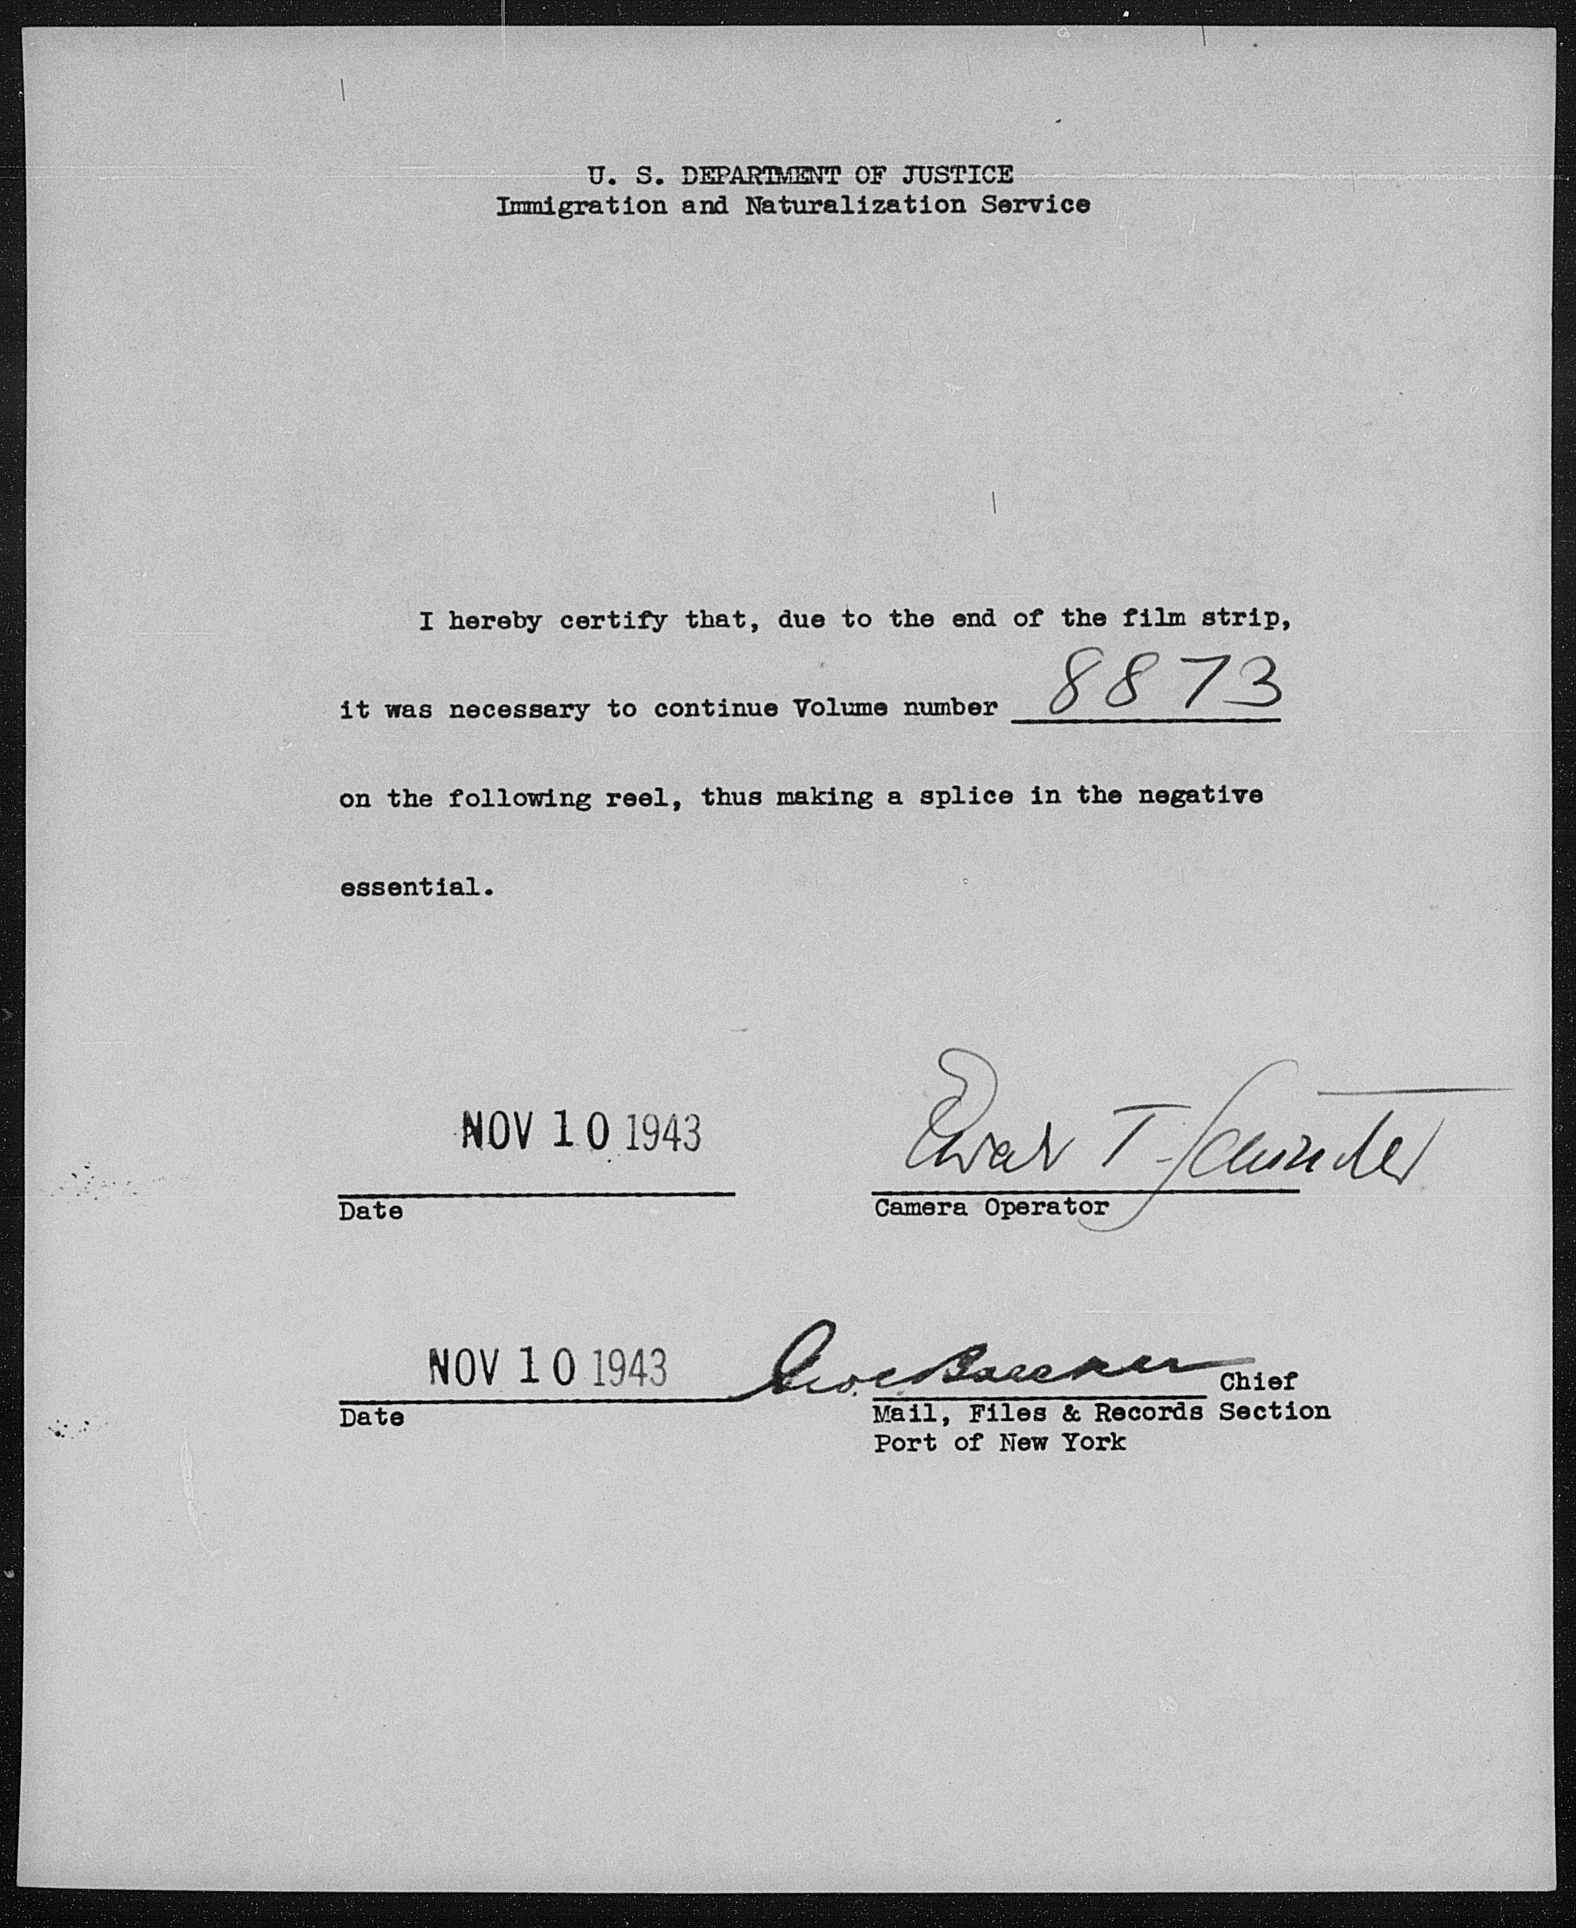 U. S. DEPARTMENT OF JUSTICE
Immigration and Naturalization Service
I hereby certify that, due to the end of the film strip,
it was necessary to continue Volume number 8873
on the following reel, thus making a splice in the negative
essential.
NOV 10 1943
Date
T
Camera Operator
NOV 10 1943
Chief
Date
Mail, Files & Records Section
Port of New York